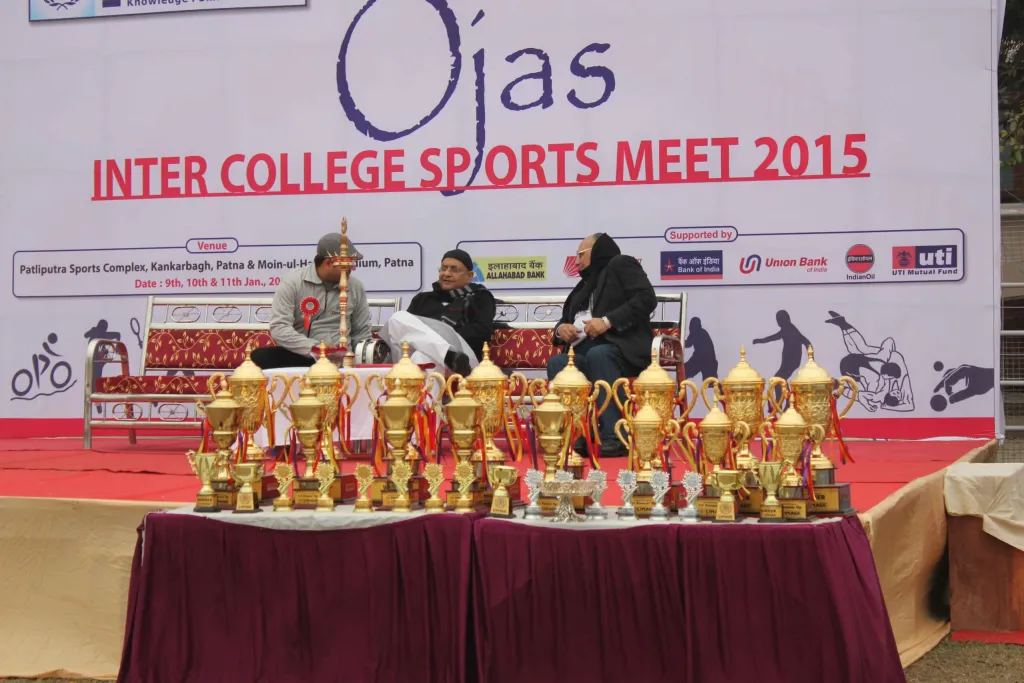 Knowledge
Ojas
INTER COLLEGE SPORTS MEET 2015
Venue
Patliputra Sports Complex, Kankarbagh, Patna & Moin-ul-Ha ium, Patna
Date : 9th, 10th & 11th Jan.,
Supported by
इलाहाबाद बैंक
ALLAHABAD BANK
बैंक ऑफ इंडिया
Bank of India
Union Bank
of India
इंडियनऑयल
IndianOil
uti
UTI Mutual Fund